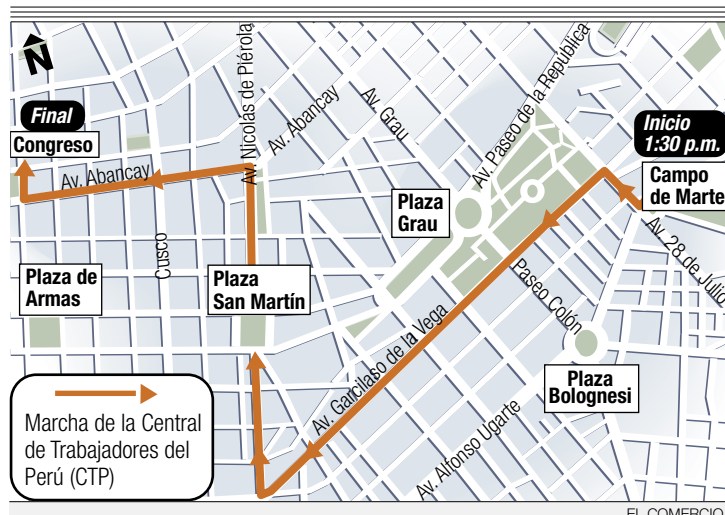 N
Final
Congreso
Av. Abancay
Cusco
Av. Nicolás de Piérola
Av. Abancay
Av. Grau
Av. Paseo de la República
Inicio
1:30 p.m.
Campo
de Marte
Av. 28 de Julio
Plaza
Grau
Paseo Colón
Plaza de
Armas
Plaza
San Martín
Av. Garcilaso de la Vega
Plaza
Bolognesi
Av. Alfonso Ugarte
Marcha de la Central
de Trabajadores del
Perú (CTP)
EL COMERCIO